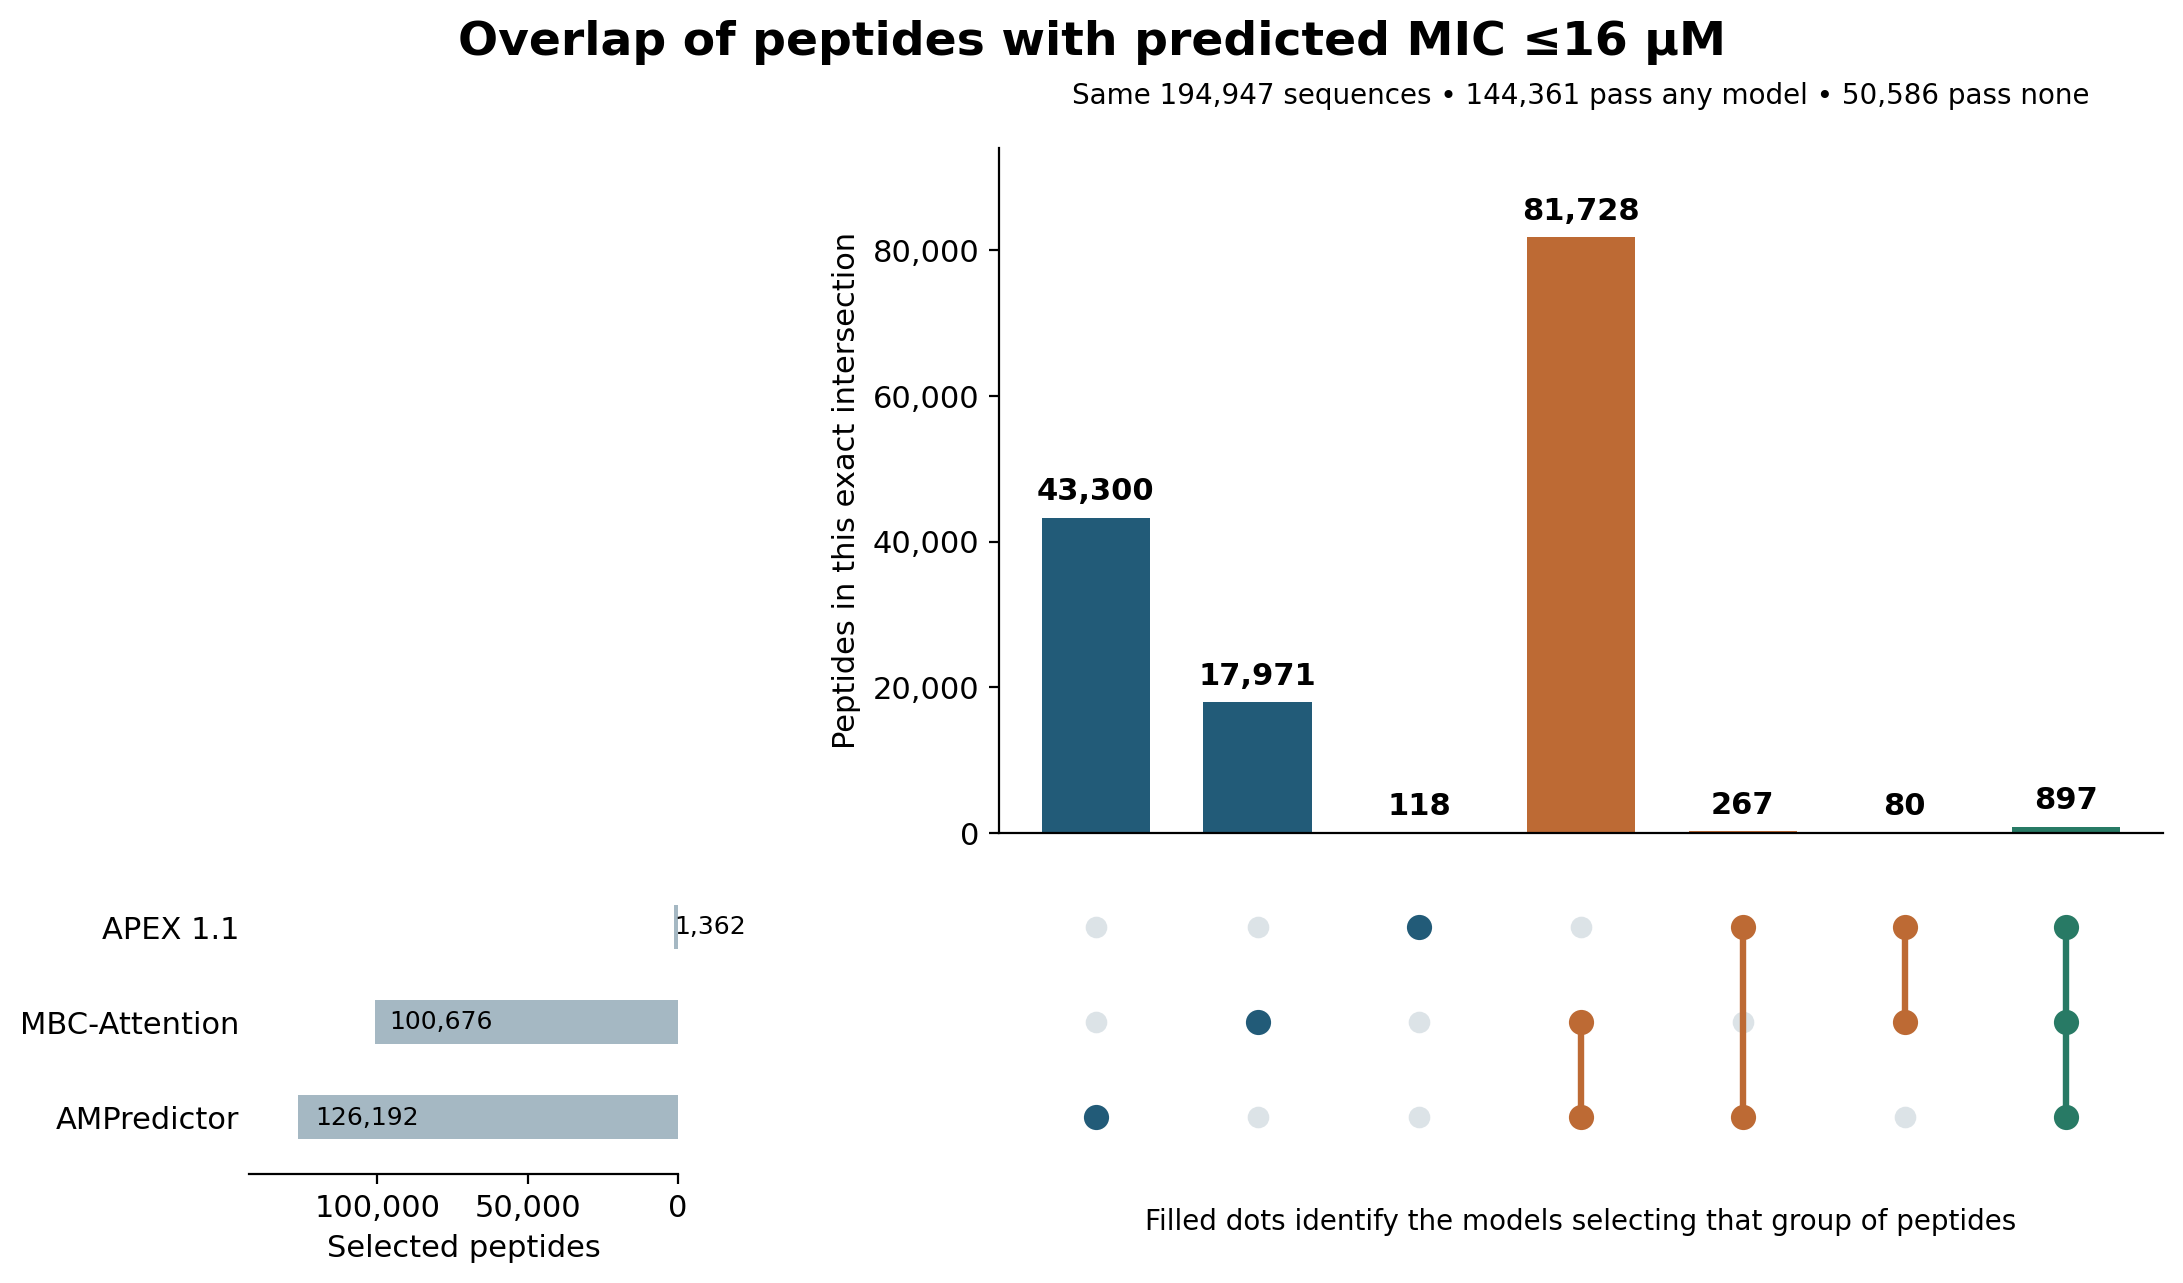 Overlap of peptides with predicted MIC ≤16 µM
Same 194,947 sequences • 144,361 pass any model • 50,586 pass none
Peptides in this exact intersection
80,000
60,000
40,000
20,000
0
43,300
17,971
118
81,728
267
80
897
APEX 1.1
1,362
MBC-Attention
100,676
AMPredictor
126,192
100,000
50,000
0
Selected peptides
Filled dots identify the models selecting that group of peptides